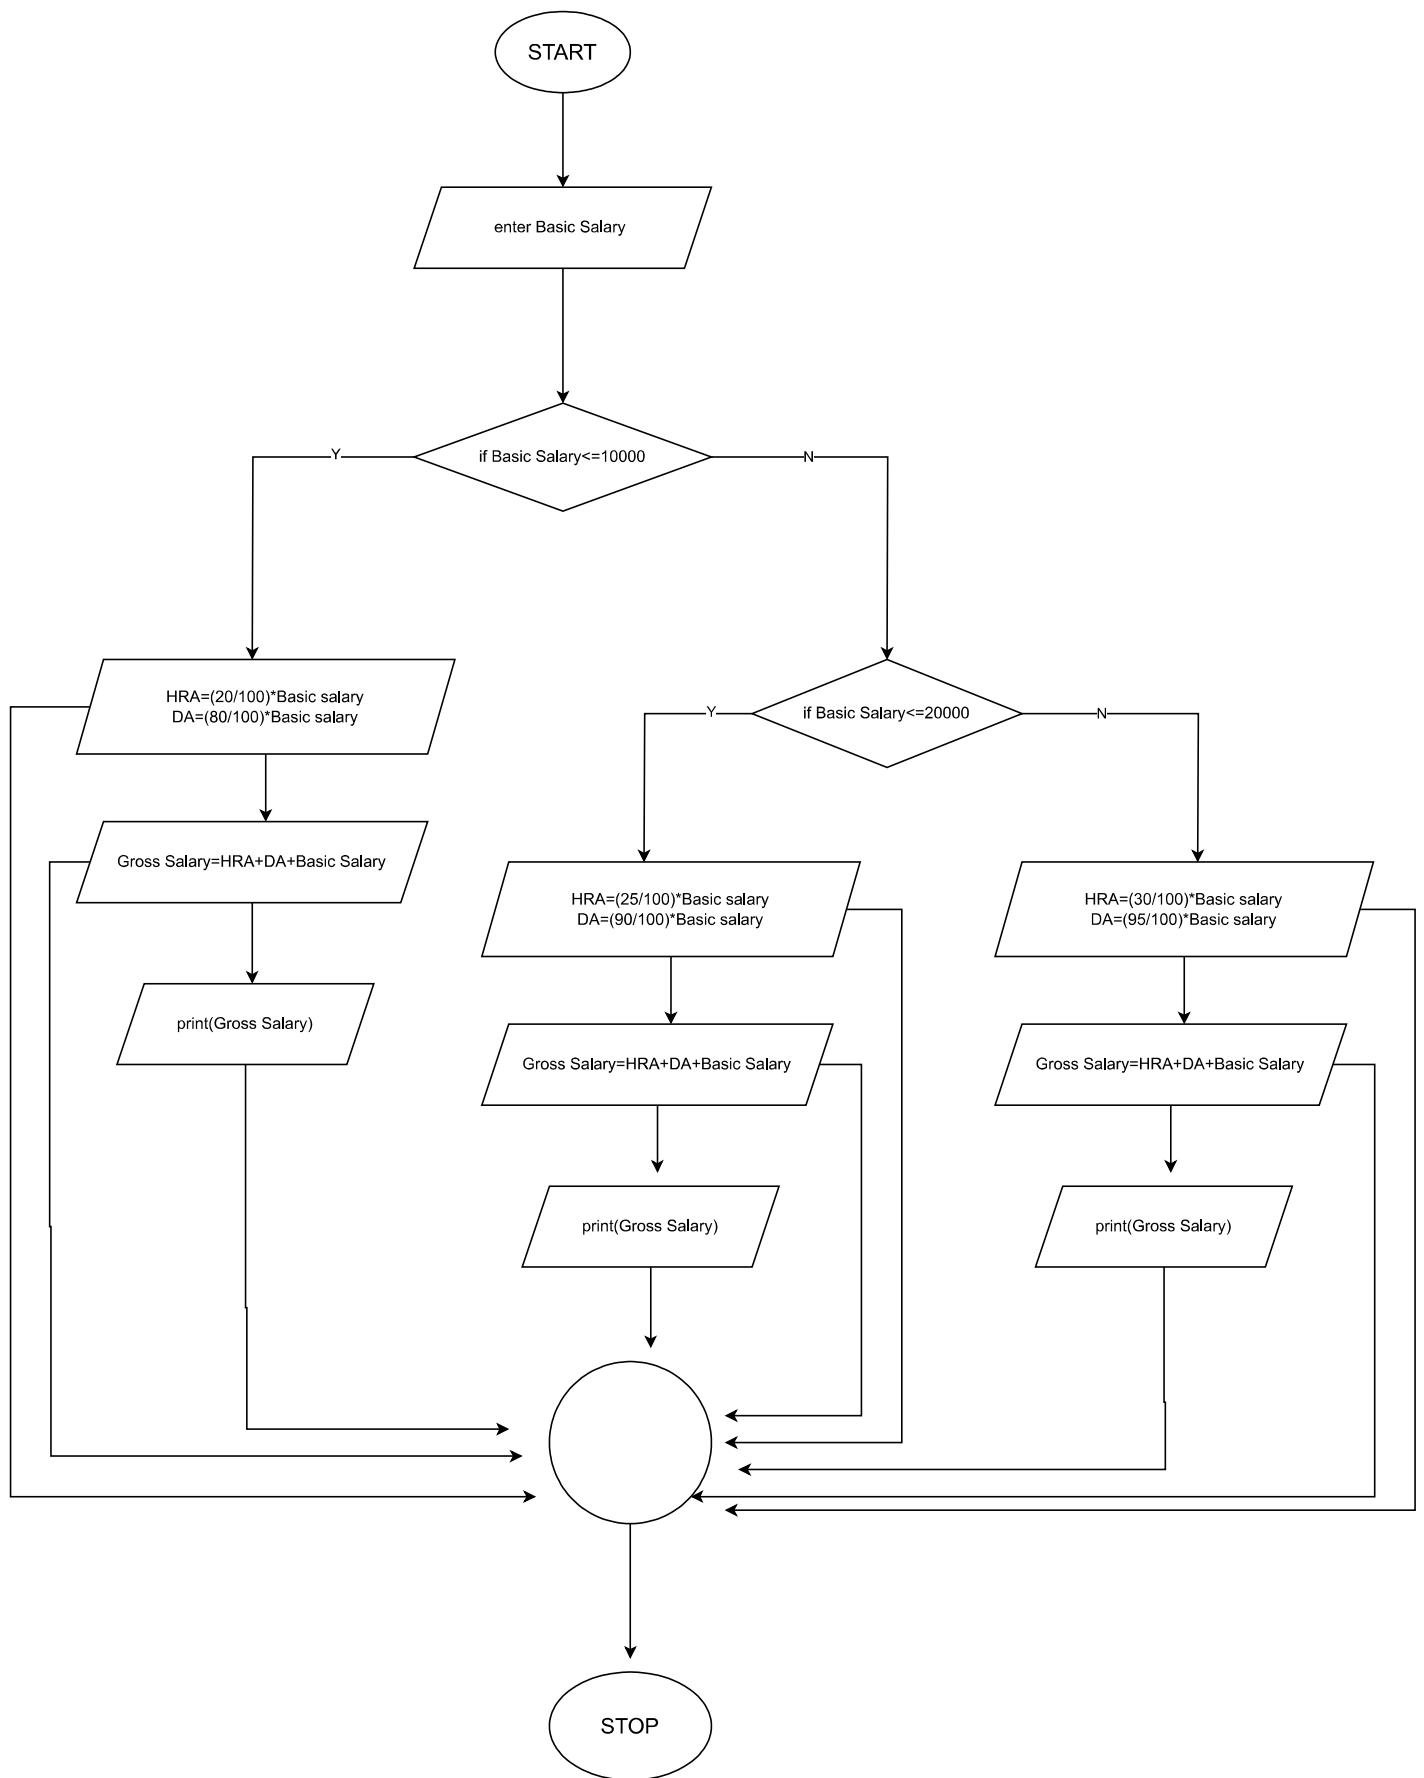 START
enter Basic Salary
if Basic Salary<=10000
Y
N
HRA=(20/100)*Basic salary
DA=(80/100)*Basic salary
Gross Salary=HRA+DA+Basic Salary
print(Gross Salary)
if Basic Salary<=20000
Y
N
HRA=(25/100)*Basic salary
DA=(90/100)*Basic salary
Gross Salary=HRA+DA+Basic Salary
print(Gross Salary)
HRA=(30/100)*Basic salary
DA=(95/100)*Basic salary
Gross Salary=HRA+DA+Basic Salary
print(Gross Salary)
STOP